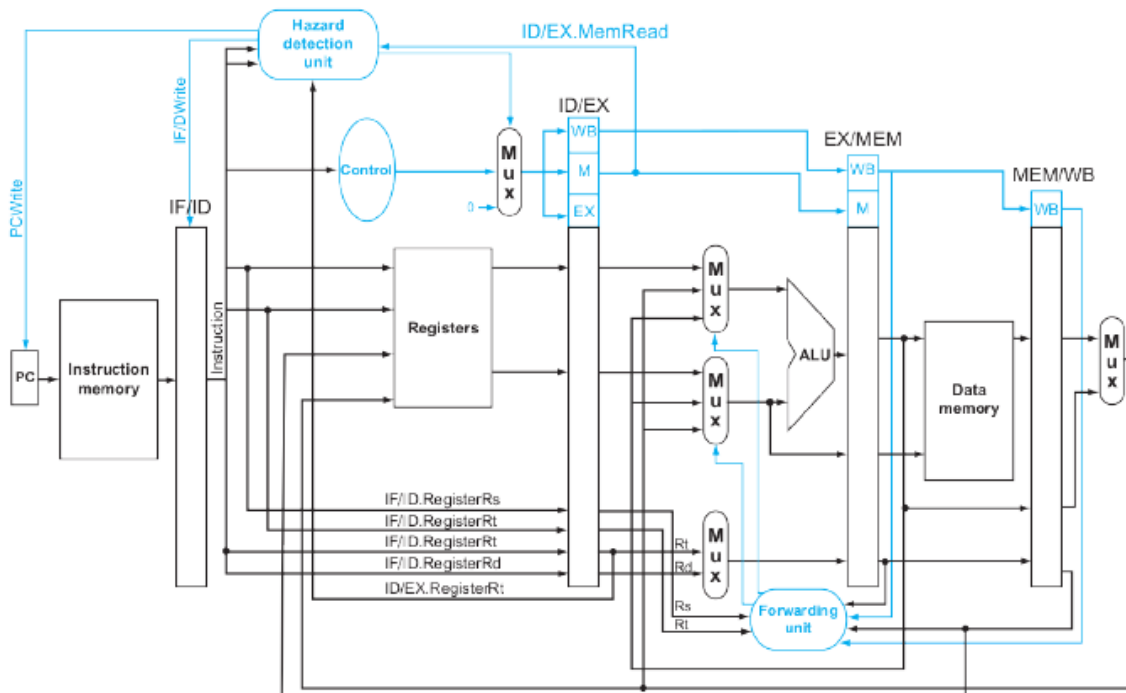 Hazard
detection
unit
ID/EX.MemRead
ID/EX
EX/MEM
MEM/WB
IF/ID
PCWrite
IF/DWrite
Control
Mux
0
WB
M
EX
WB
M
WB
PC
Instruction
memory
Instruction
Registers
Mux
Mux
ALU
Data
memory
Mux
IF/ID.RegisterRs
IF/ID.RegisterRt
IF/ID.RegisterRt
IF/ID.RegisterRd
ID/EX.RegisterRt
Rt
Rd
Mux
Rs
Rt
Forwarding
unit